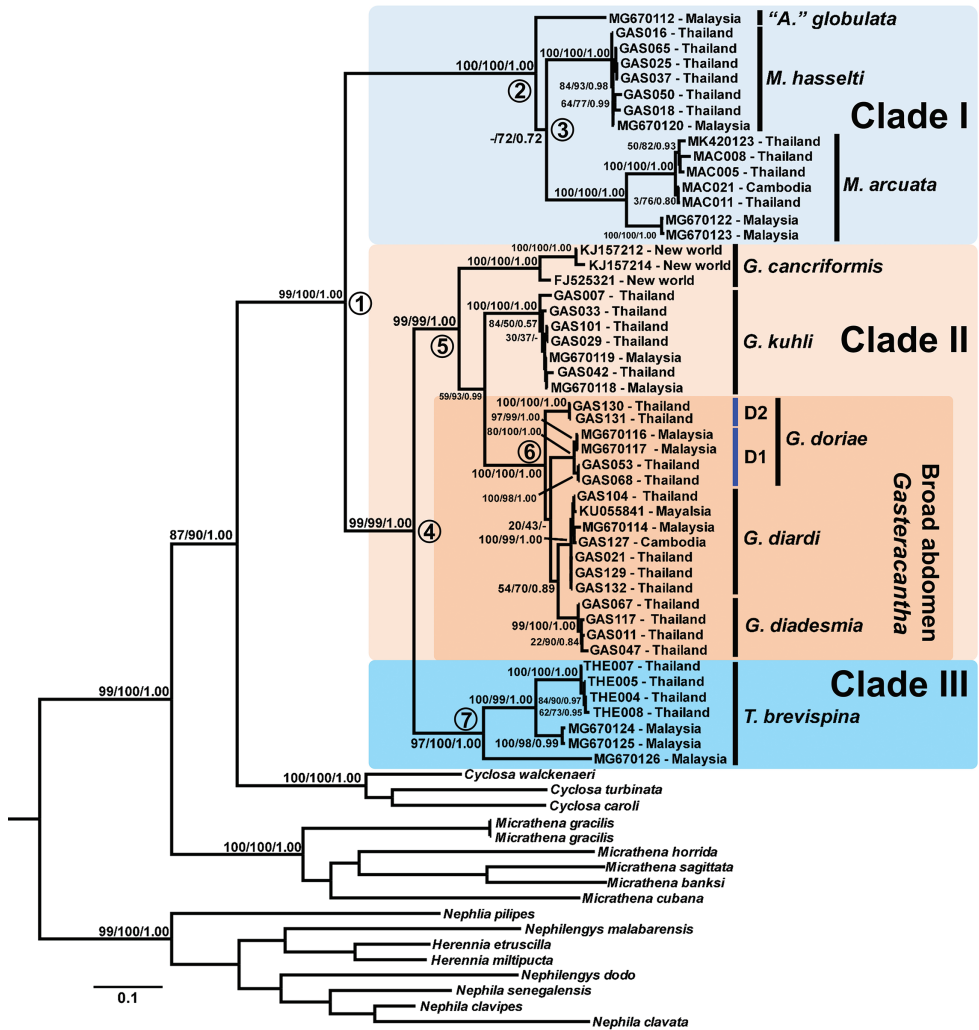 MG670112 - Malaysia
"A." globulata
GAS016 - Thailand
GAS065 - Thailand
100/100/1.00
GAS025 - Thailand
100/100/1.00
GAS037 - Thailand
M. hasselti
84/93/0.98
2
GAS050 - Thailand
64/77/0.99
GAS018 - Thailand
Clade I
MG670120 - Malaysia
3
-/72/0.72
MK420123 - Thailand
50/82/0.93
MAC008 - Thailand
100/100/1.00
MAC005 - Thailand
100/100/1.00
MAC021 - Cambodia
M. arcuata
3/76/0.80
MAC011 - Thailand
MG670122 - Malaysia
100/100/1.00
MG670123 - Malaysia
100/100/1.00
KJ157212 - New world
100/100/1.00
KJ157214 - New world
G. cancriformis
FJ525321 - New world
99/100/1.00
1
GAS007 - Thailand
100/100/1.00
GAS033 - Thailand
99/99/1.00
84/50/0.57
GAS101 - Thailand
30/37/-
GAS029 - Thailand
G. kuhli
Clade II
5
MG670119 - Malaysia
GAS042 - Thailand
MG670118 - Malaysia
59/93/0.99
100/100/1.00
GAS130 - Thailand
97/99/1.00
GAS131 - Thailand
D2
80/100/1.00
MG670116 - Malaysia
G. doriae
6
MG670117 - Malaysia
D1
GAS053 - Thailand
100/100/1.00
GAS068 - Thailand
100/98/1.00
GAS104 - Thailand
KU055841 - Mayalsia
20/43/-
MG670114 - Malaysia
99/99/1.00
4
100/99/1.00
GAS127 - Cambodia
G. diardi
87/90/1.00
GAS021 - Thailand
GAS129 - Thailand
54/70/0.89
GAS132 - Thailand
Broad abdomen
Gasteracantha
GAS067 - Thailand
GAS117 - Thailand
99/100/1.00
GAS011 - Thailand
G. diadesmia
22/90/0.84
GAS047 - Thailand
THE007 - Thailand
100/100/1.00
THE005 - Thailand
Clade III
99/100/1.00
100/99/1.00
84/90/0.97
THE004 - Thailand
62/73/0.95
THE008 - Thailand
T. brevispina
7
MG670124 - Malaysia
97/100/1.00
100/98/0.99
MG670125 - Malaysia
MG670126 - Malaysia
100/100/1.00
Cyclosa walckenaeri
Cyclosa turbinata
Cyclosa caroli
Micrathena gracilis
Micrathena gracilis
100/100/1.00
Micrathena horrida
Micrathena sagittata
Micrathena banksi
Micrathena cubana
Nephlia pilipes
99/100/1.00
Nephilengys malabarensis
Herennia etruscilla
Herennia miltipucta
Nephilengys dodo
Nephila senegalensis
Nephila clavipes
Nephila clavata
0.1